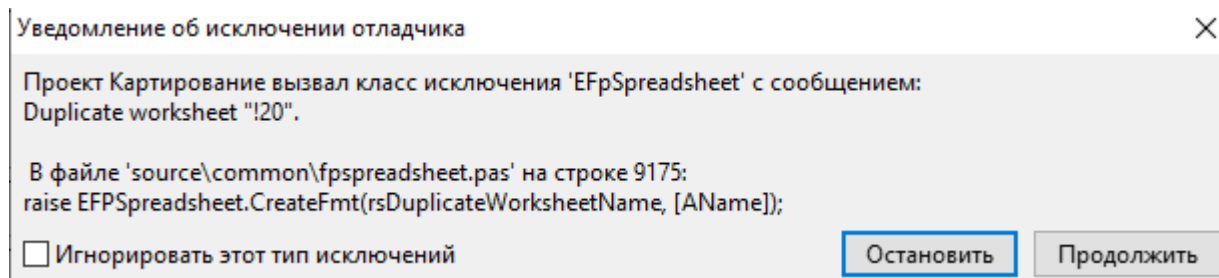 Уведомление об исключении отладчика
Проект Картирование вызвал класс исключения 'EFpSpreadsheet' с сообщением:
Duplicate worksheet "!20".
В файле 'source\common\fpspreadsheet.pas' на строке 9175:
raise EFPSpreadsheet.CreateFmt(rsDuplicateWorksheetName, [AName]);
Игнорировать этот тип исключений
Остановить
Продолжить